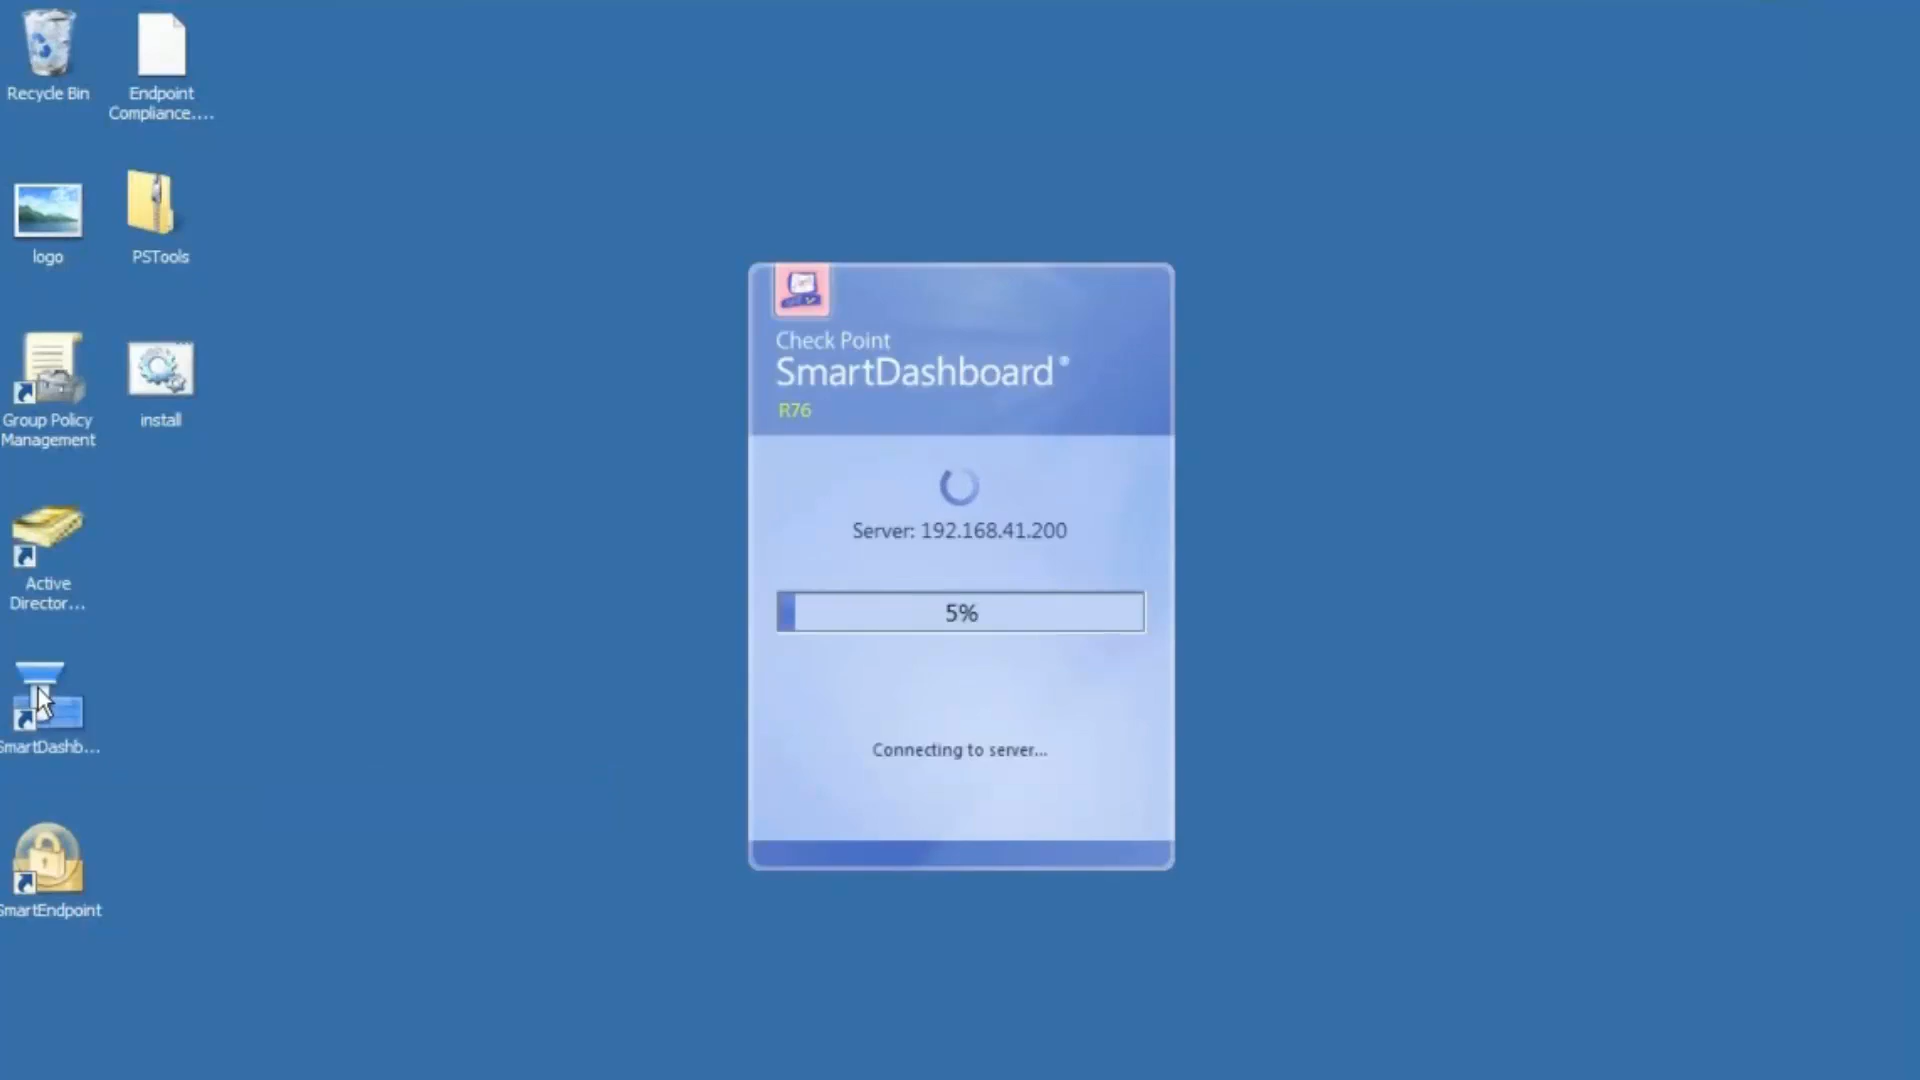 Recycle Bin
Endpoint
Compliance....
logo
PSTools
Group Policy
Management
install
Active
Director...
SmartDashb...
SmartEndpoint
Check Point
SmartDashboard®
R76
Server: 192.168.41.200
5%
Connecting to server...